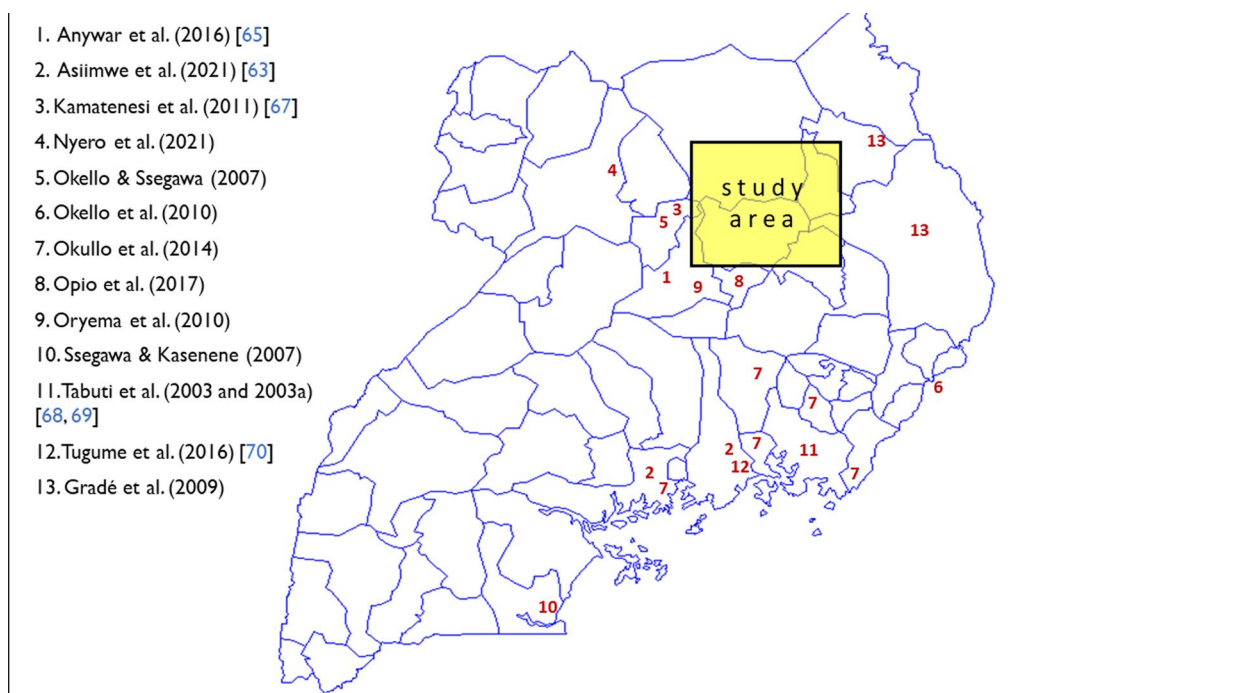 1. Anywar et al. (2016) [65]
2. Asiimwe et al. (2021) [63]
3. Kamatenesi et al. (2011) [67]
4. Nyero et al. (2021)
5. Okello & Ssegawa (2007)
6. Okello et al. (2010)
7. Okullo et al. (2014)
8. Opio et al. (2017)
9. Oryema et al. (2010)
10. Ssegawa & Kasenene (2007)
11. Tabuti et al. (2003 and 2003a)
[68, 69]
12. Tugume et al. (2016) [70]
13. Gradé et al. (2009)
13
4
study
3
5
area
13
1
9
8
7
6
7
7
2
11
12
2
7
7
10